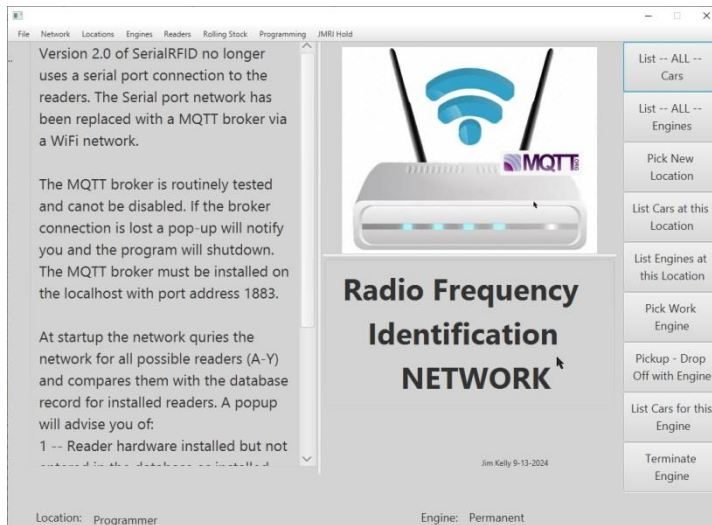 File Network Locations Engines Readers Rolling Stock Programming JMRI Hold
Version 2.0 of SerialRFID no longer
uses a serial port connection to the
readers. The Serial port network has
been replaced with a MQTT broker via
a WiFi network.
The MQTT broker is routinely tested
and canot be disabled. If the broker
connection is lost a pop-up will notify
you and the program will shutdown.
The MQTT broker must be installed on
the localhost with port address 1883.
At startup the network quries the
network for all possible readers (A-Y)
and compares them with the database
record for installed readers. A popup
will advise you of:
1 -- Reader hardware installed but not
MQTT
Radio Frequency
Identification
NETWORK
Jim Kelly 9-13-2024
List -- ALL --
Cars
List -- ALL --
Engines
Pick New
Location
List Cars at this
Location
List Engines at
this Location
Pick Work
Engine
Pickup - Drop
Off with Engine
List Cars for this
Engine
Terminate
Engine
Location: Programmer
Engine: Permanent